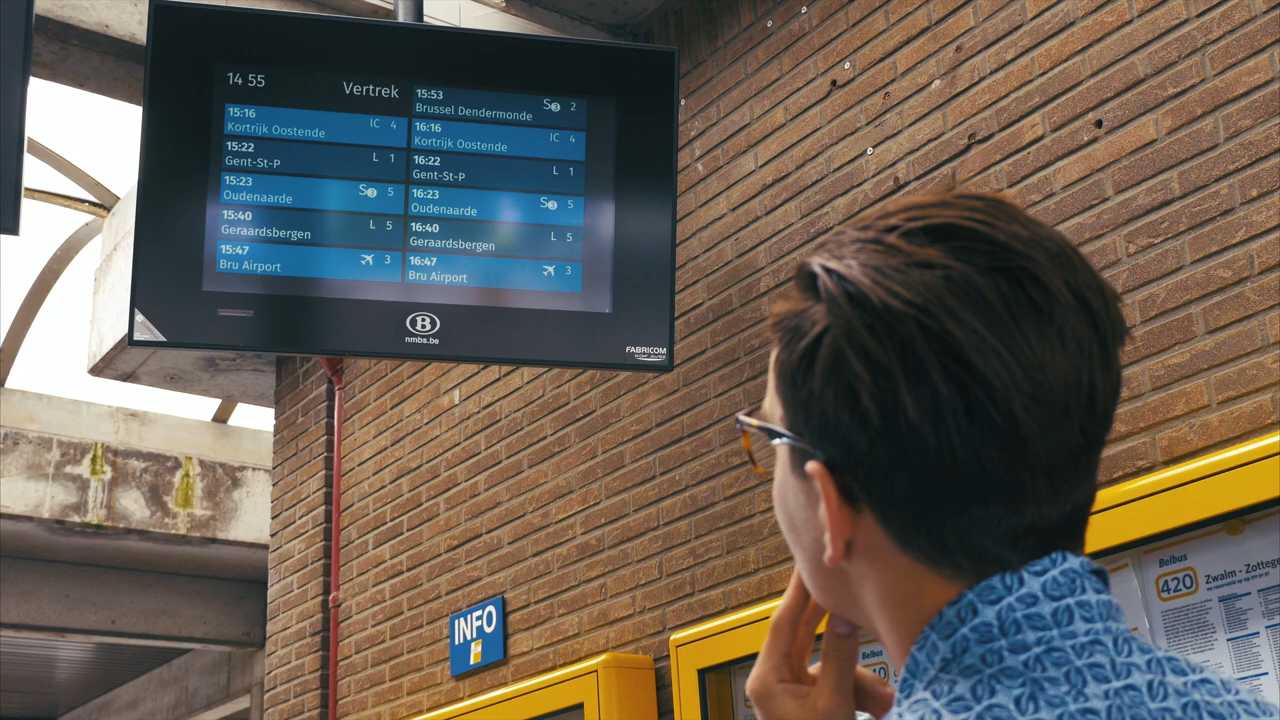 14 55 Vertrek
15:16
Kortrijk Oostende IC 4
15:22
Gent-St-P L 1
15:23
Oudenaarde S3 5
15:40
Geraardsbergen L 5
15:47
Bru Airport 3
15:53
Brussel Dendermonde S3 2
16:16
Kortrijk Oostende IC 4
16:22
Gent-St-P L 1
16:23
Oudenaarde S3 5
16:40
Geraardsbergen L 5
16:47
Bru Airport 3
B
nmbs.be
FABRICOM
INFO
Belbus
Belbus
420 Zwalm - Zottege